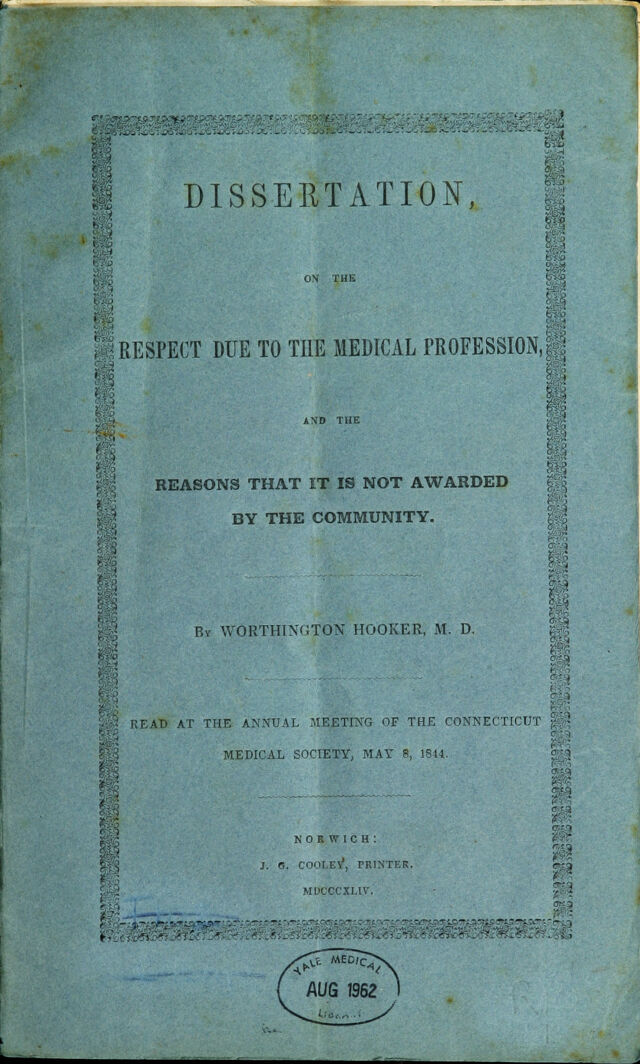 DISSERTATION,
ON THE
RESPECT DUE TO THE MEDICAL PROFESSION,
AND THE
REASONS THAT IT IS NOT AWARDED
BY THE COMMUNITY.
By WORTHINGTON HOOKER, M. D.
READ AT THE ANNUAL MEETING OF THE CONNECTICUT
MEDICAL SOCIETY, MAY 8, 1844.
NORWICH:
J. G. COOLEY, PRINTER.
MDCCCXLIV.
YALE MEDICAL
AUG 1962